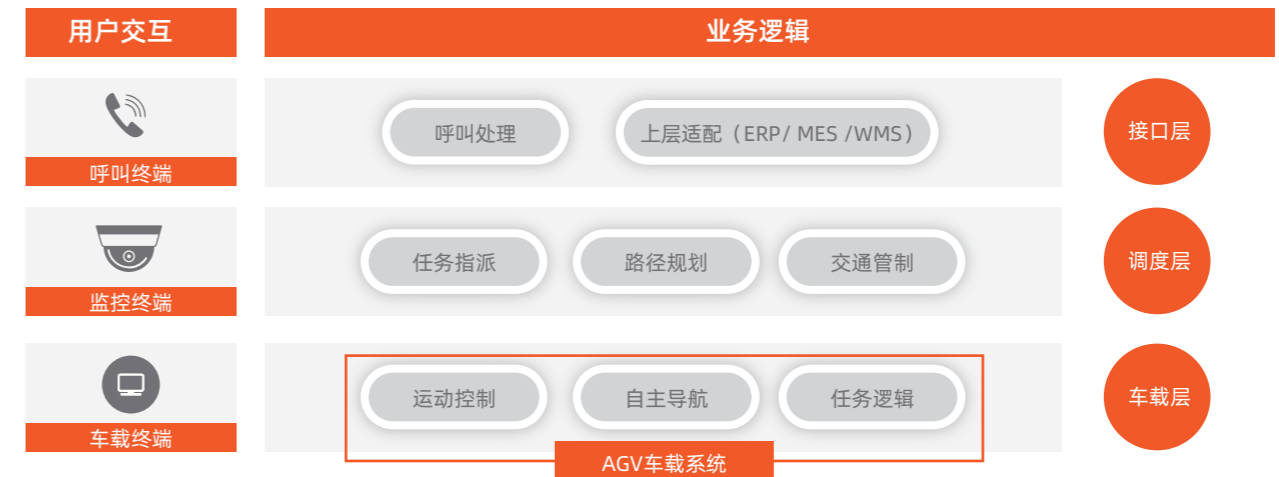 用户交互
业务逻辑
呼叫处理
上层适配（ERP/ MES /WMS）
接口层
呼叫终端
任务指派
路径规划
交通管制
调度层
监控终端
运动控制
自主导航
任务逻辑
车载层
车载终端
AGV车载系统